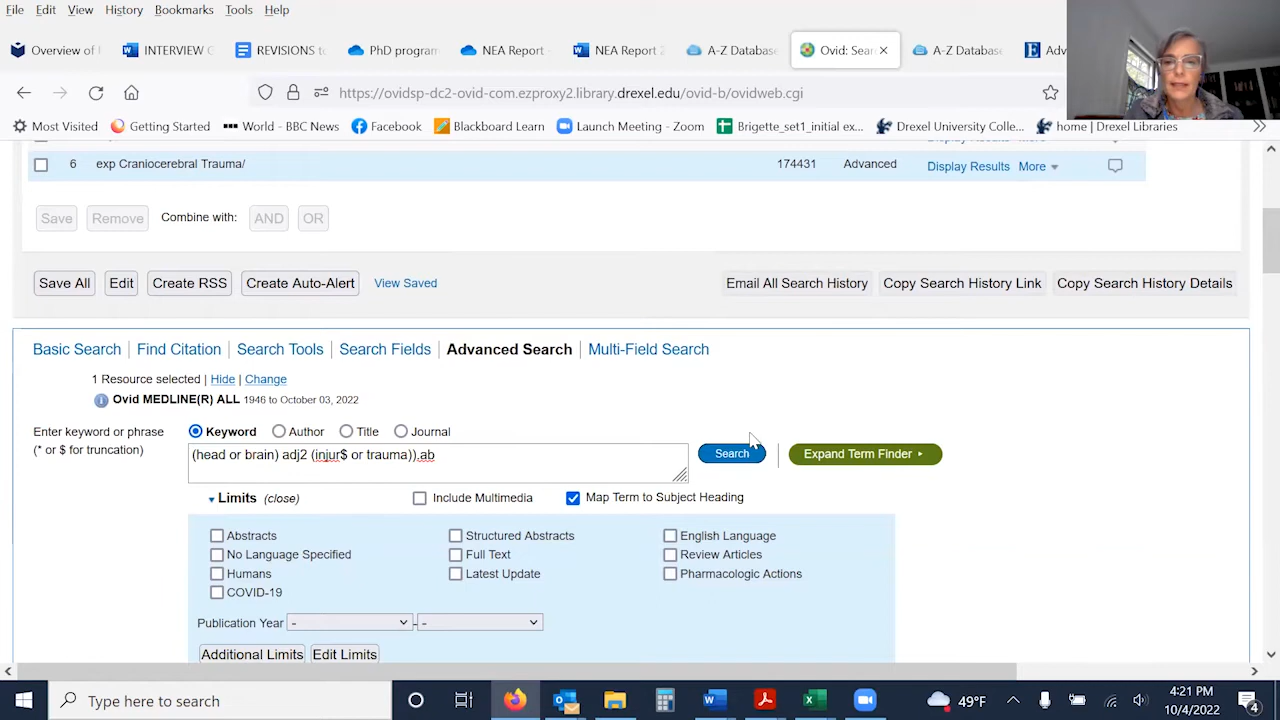 File Edit View History Bookmarks Tools Help
Overview of INTERVIEW REVISIONS to PhD program NEA Report NEA Report 2 A-Z Database Ovid: Sear A-Z Database Adv
https://ovidsp-dc2-ovid-com.ezproxy2.library.drexel.edu/ovid-b/ovidweb.cgi
Most Visited Getting Started World - BBC News Facebook Blackboard Learn Launch Meeting - Zoom Brigette_set1_initial ex... Drexel University Colle... home | Drexel Libraries
6 exp Craniocerebral Trauma/ 174431 Advanced Display Results More
Save Remove Combine with: AND OR
Save All Edit Create RSS Create Auto-Alert View Saved Email All Search History Copy Search History Link Copy Search History Details
Basic Search | Find Citation | Search Tools | Search Fields | Advanced Search | Multi-Field Search
1 Resource selected | Hide | Change
Ovid MEDLINE(R) ALL 1946 to October 03, 2022
Enter keyword or phrase
(* or $ for truncation)
Keyword Author Title Journal
(head or brain) adj2 (injur$ or trauma)).ab
Search Expand Term Finder
Limits (close) Include Multimedia Map Term to Subject Heading
Abstracts Structured Abstracts English Language
No Language Specified Full Text Review Articles
Humans Latest Update Pharmacologic Actions
COVID-19
Publication Year - - -
Additional Limits Edit Limits
Type here to search 49°F 4:21 PM
10/4/2022 4